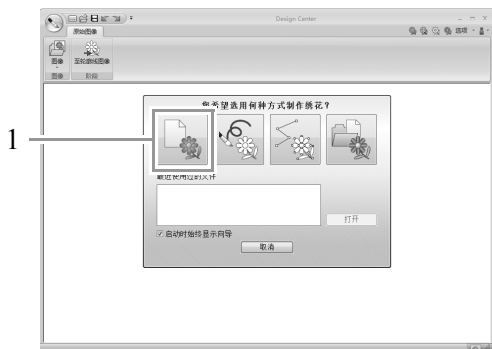 Design Center
原始图像
选项
图像
至轮廓线图像
图像
阶段
您希望选用何种方式制作绣花?
1
最近使用过的文件
打开
启动时始终显示向导
取消